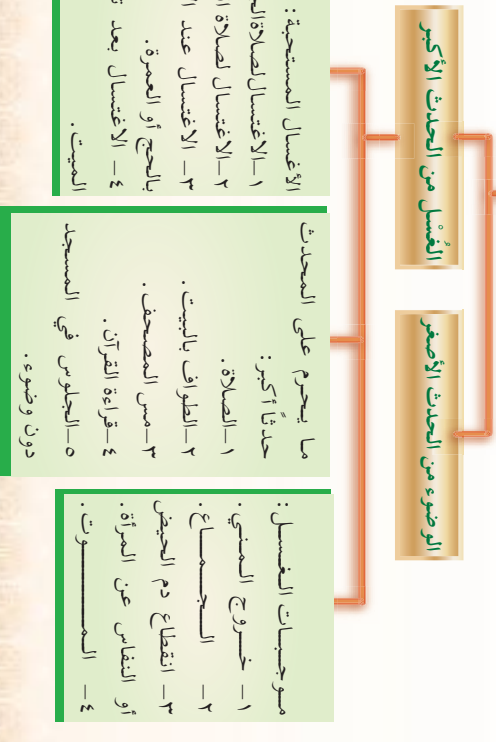 الوضوء من الحدث الأصغر
الغُسْل من الحدث الأكبر
موجبات الغسل:
١– خروج المني.
٢– الجماع.
٣– انقطاع دم الحيض
أو النفاس عن المرأة.
٤– الموت.
ما يحرم على المحدث
حدثاً أكبر:
١–الصلاة.
٢–الطواف بالبيت.
٣–مس المصحف.
٤–قراءة القرآن.
٥–الجلوس في المسجد
دون وضوء.
الأغسال المستحبة:
١–الاغتسال لصلاة
٢–الاغتسال لصلاة
٣– الاغتسال عند
بالحج أو العمرة.
٤– الاغتسال بعد
الميت.